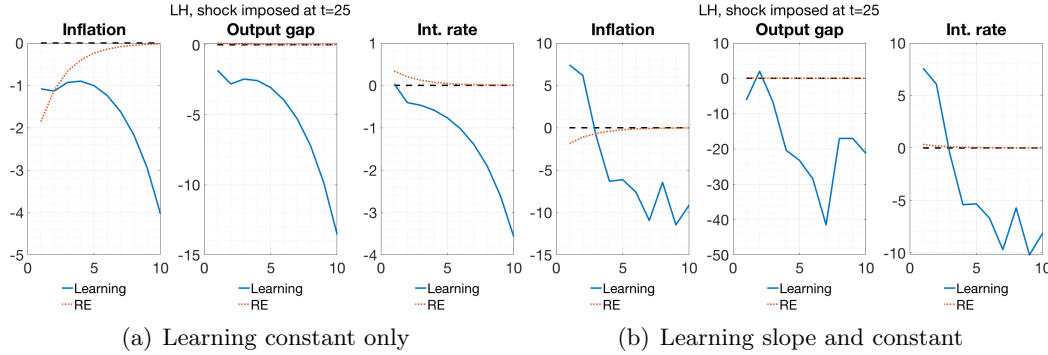 LH, shock imposed at t=25
Inflation
0
-1
-2
-3
-4
-5
0
5
10
Learning
RE
Output gap
0
-5
-10
-15
0
5
10
Learning
RE
Int. rate
1
0
-1
-2
-3
-4
0
5
10
Learning
RE
(a) Learning constant only
LH, shock imposed at t=25
Inflation
10
5
0
-5
-10
-15
0
5
10
Learning
RE
Output gap
10
0
-10
-20
-30
-40
-50
0
5
10
Learning
RE
Int. rate
10
5
0
-5
-10
0
5
10
Learning
RE
(b) Learning slope and constant